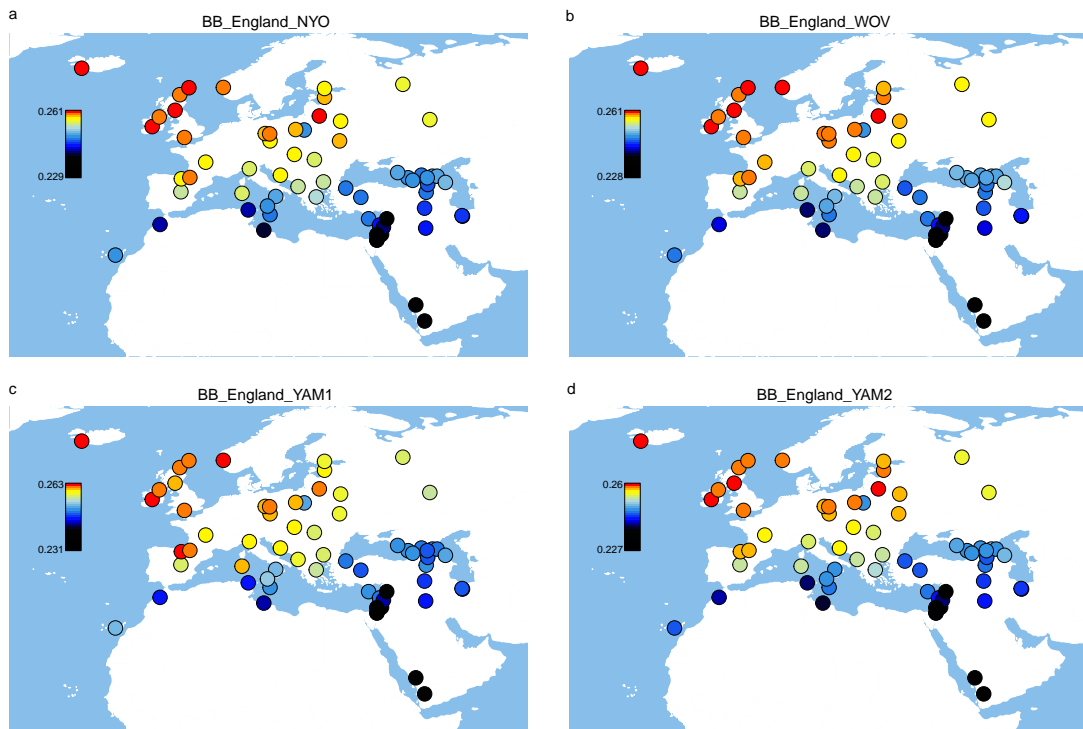 a
BB_England_NYO
0.261
0.229
b
BB_England_WOV
0.261
0.228
c
BB_England_YAM1
0.263
0.231
d
BB_England_YAM2
0.26
0.227